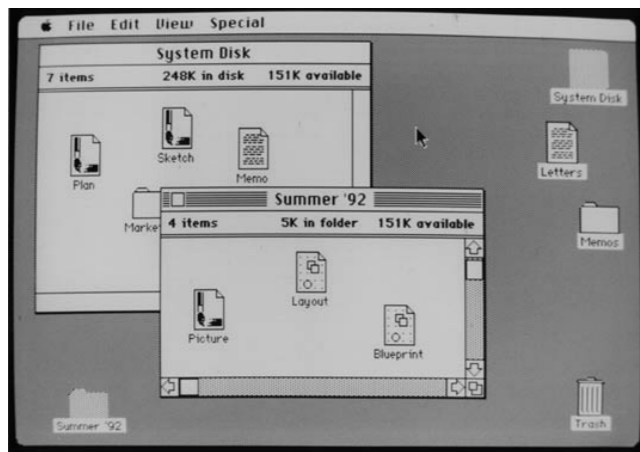 File Edit View Special
System Disk
7 items 248K in disk 151K available
System Disk
Sketch
Plan
Memo
Letters
Summer '92
Marke
4 items 5K in folder 151K available
Memos
Layout
Picture
Blueprint
Summer '92
Trash